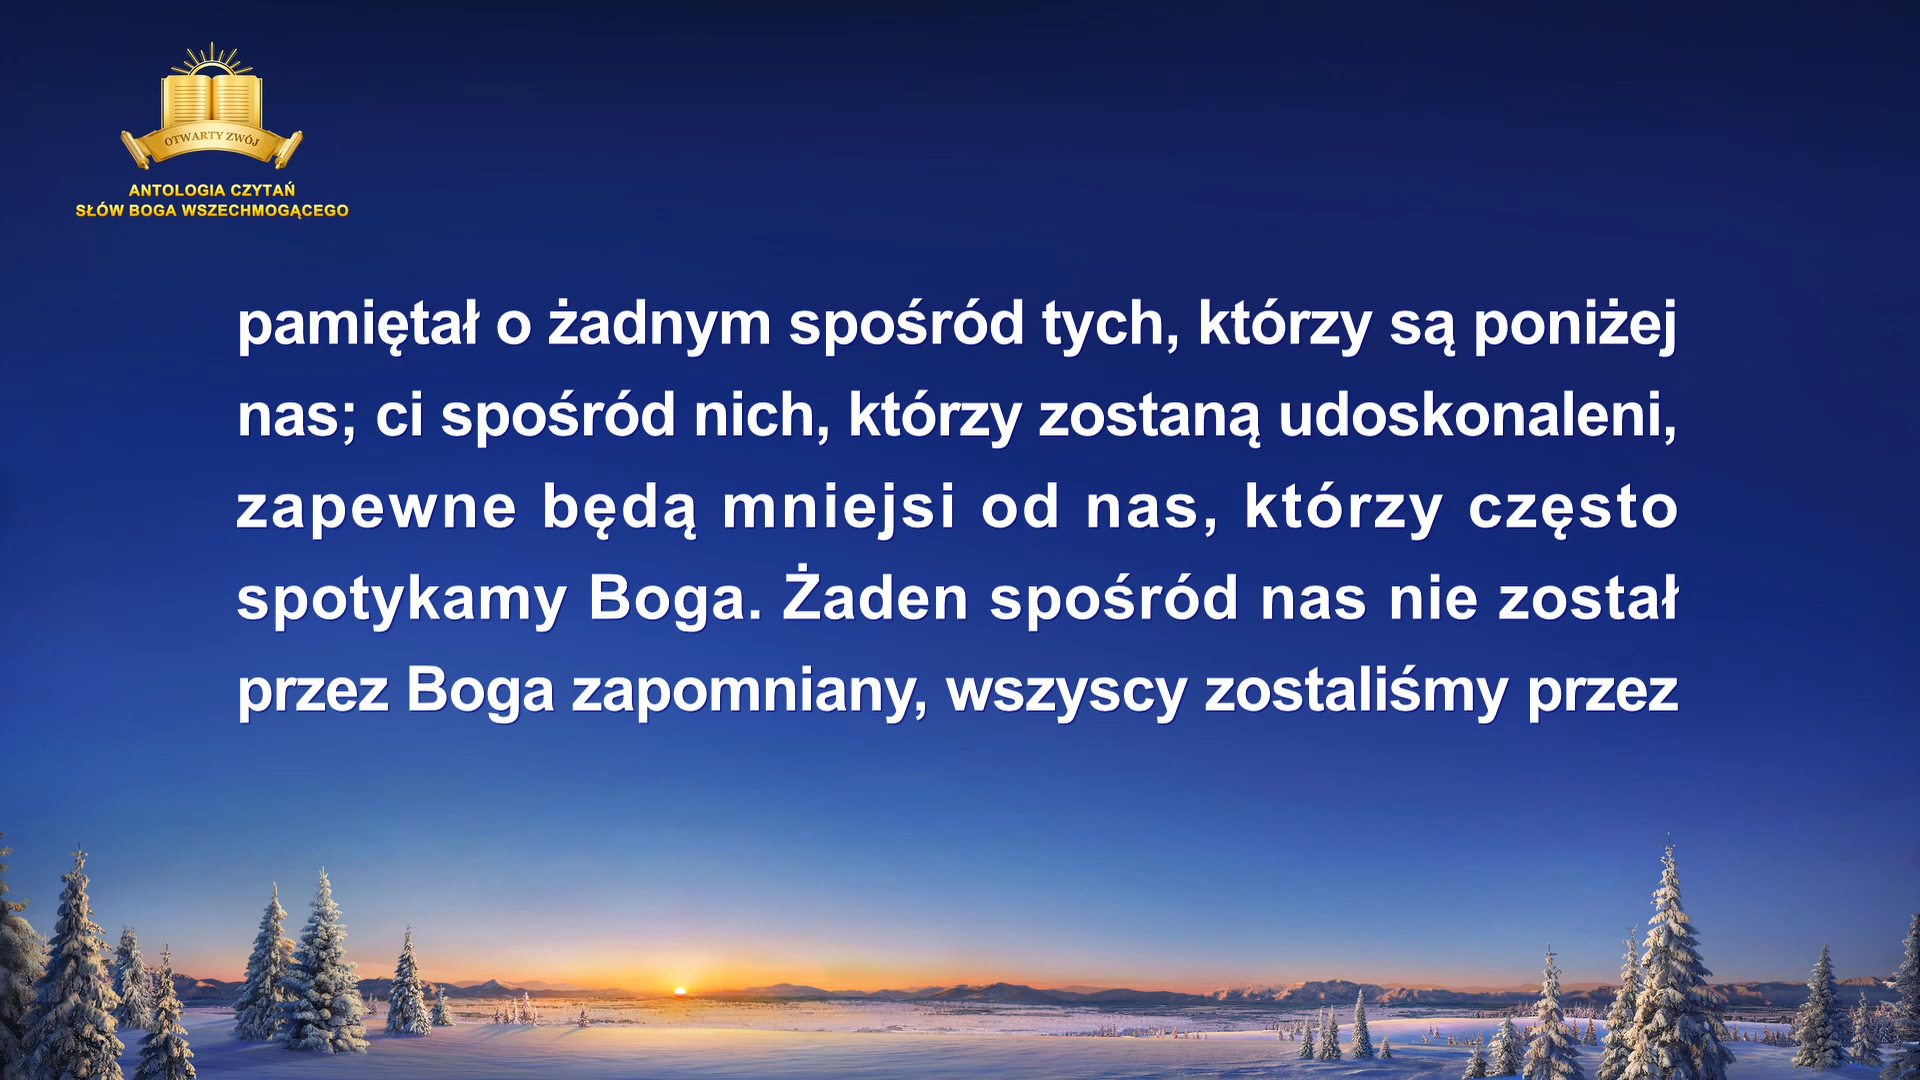 OTWARTY ZWÓJ
ANTOLOGIA CZYTAŃ
SŁÓW BOGA WSZECHMOGĄCEGO
pamiętał o żadnym spośród tych, którzy są poniżej
nas; ci spośród nich, którzy zostaną udoskonaleni,
zapewne będą mniejsi od nas, którzy często
spotykamy Boga. Żaden spośród nas nie został
przez Boga zapomniany, wszyscy zostaliśmy przez